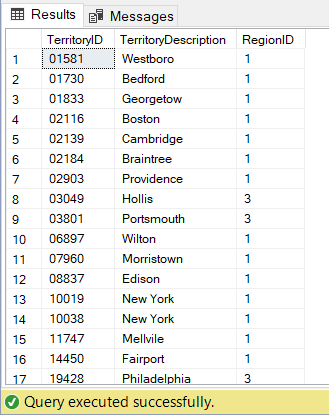 Results Messages
TerritoryID TerritoryDescription RegionID
1 01581 Westboro 1
2 01730 Bedford 1
3 01833 Georgetow 1
4 02116 Boston 1
5 02139 Cambridge 1
6 02184 Braintree 1
7 02903 Providence 1
8 03049 Hollis 3
9 03801 Portsmouth 3
10 06897 Wilton 1
11 07960 Morristown 1
12 08837 Edison 1
13 10019 New York 1
14 10038 New York 1
15 11747 Mellvile 1
16 14450 Fairport 1
17 19428 Philadelphia 3
Query executed successfully.